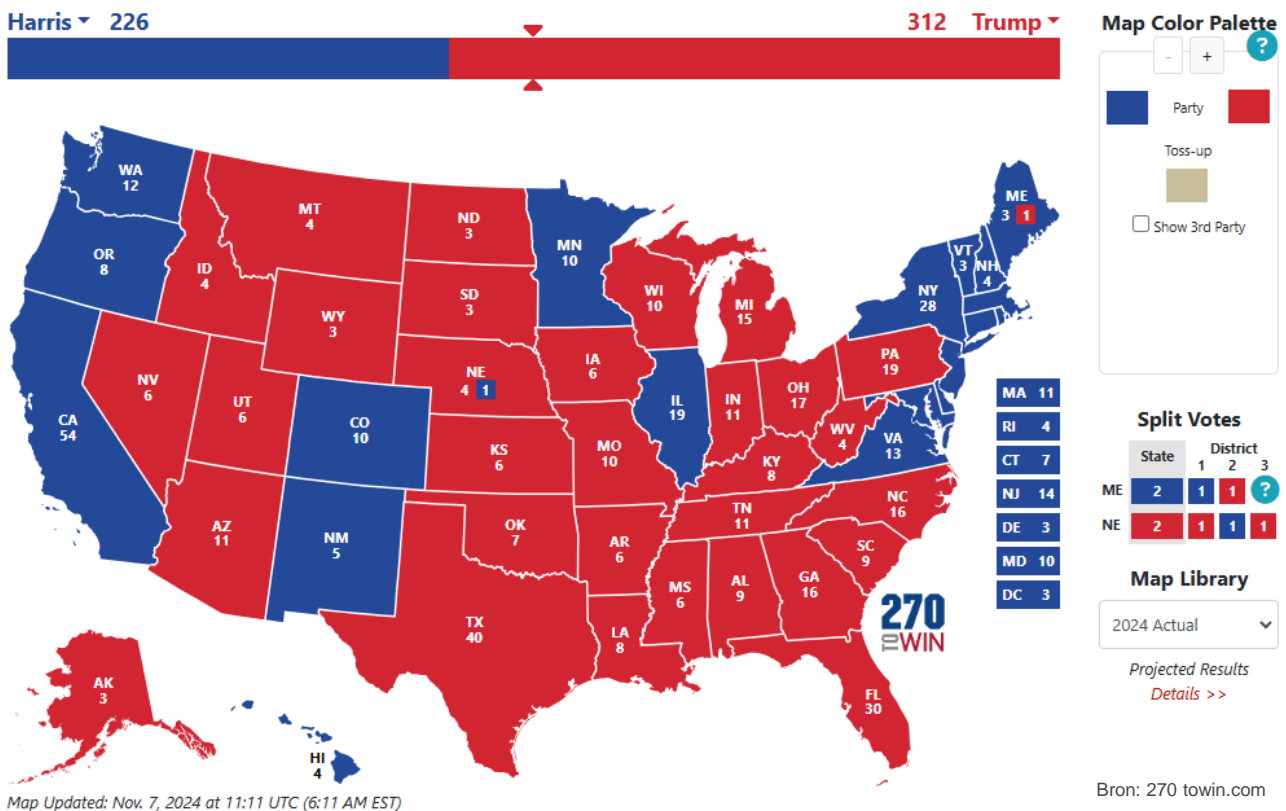 Harris 226
312 Trump
Map Color Palette
- + ?
Party
Toss-up
Show 3rd Party
WA
12
OR
8
CA
54
NV
6
ID
4
MT
4
WY
3
UT
6
AZ
11
CO
10
NM
5
ND
3
SD
3
NE
4 1
KS
6
OK
7
TX
40
MN
10
IA
6
MO
10
AR
6
LA
8
WI
10
IL
19
MI
15
IN
11
OH
17
KY
8
TN
11
MS
6
AL
9
GA
16
FL
30
SC
9
NC
16
VA
13
WV
4
PA
19
NY
28
VT
3
NH
4
ME
3 1
AK
3
HI
4
MA 11
RI 4
CT 7
NJ 14
DE 3
MD 10
DC 3
270
TO WIN
Split Votes
State District
1 2 3
ME 2 1 1 ?
NE 2 1 1 1
Map Library
2024 Actual
Projected Results
Details >>
Map Updated: Nov. 7, 2024 at 11:11 UTC (6:11 AM EST)
Bron: 270 towin.com